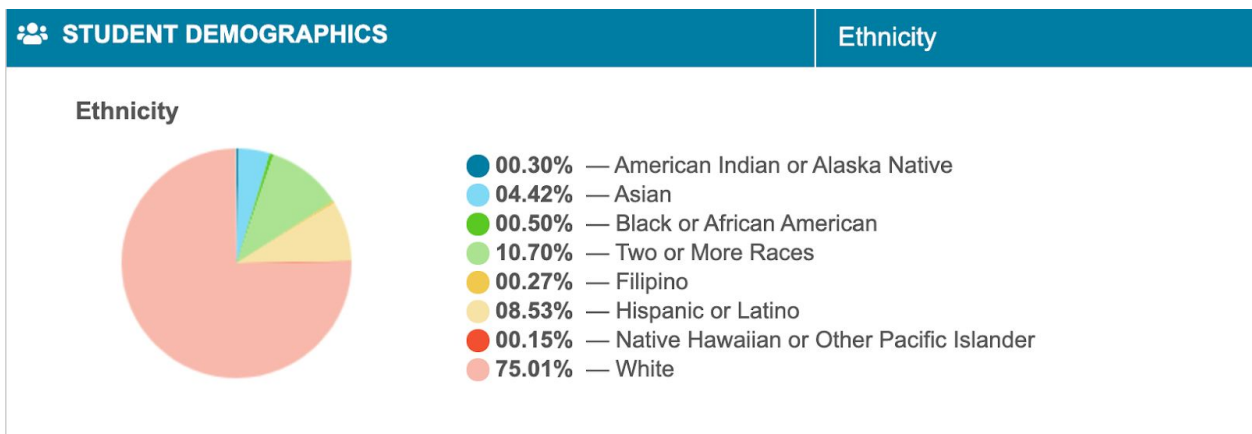 STUDENT DEMOGRAPHICS
Ethnicity
Ethnicity
00.30% — American Indian or Alaska Native
04.42% — Asian
00.50% — Black or African American
10.70% — Two or More Races
00.27% — Filipino
08.53% — Hispanic or Latino
00.15% — Native Hawaiian or Other Pacific Islander
75.01% — White